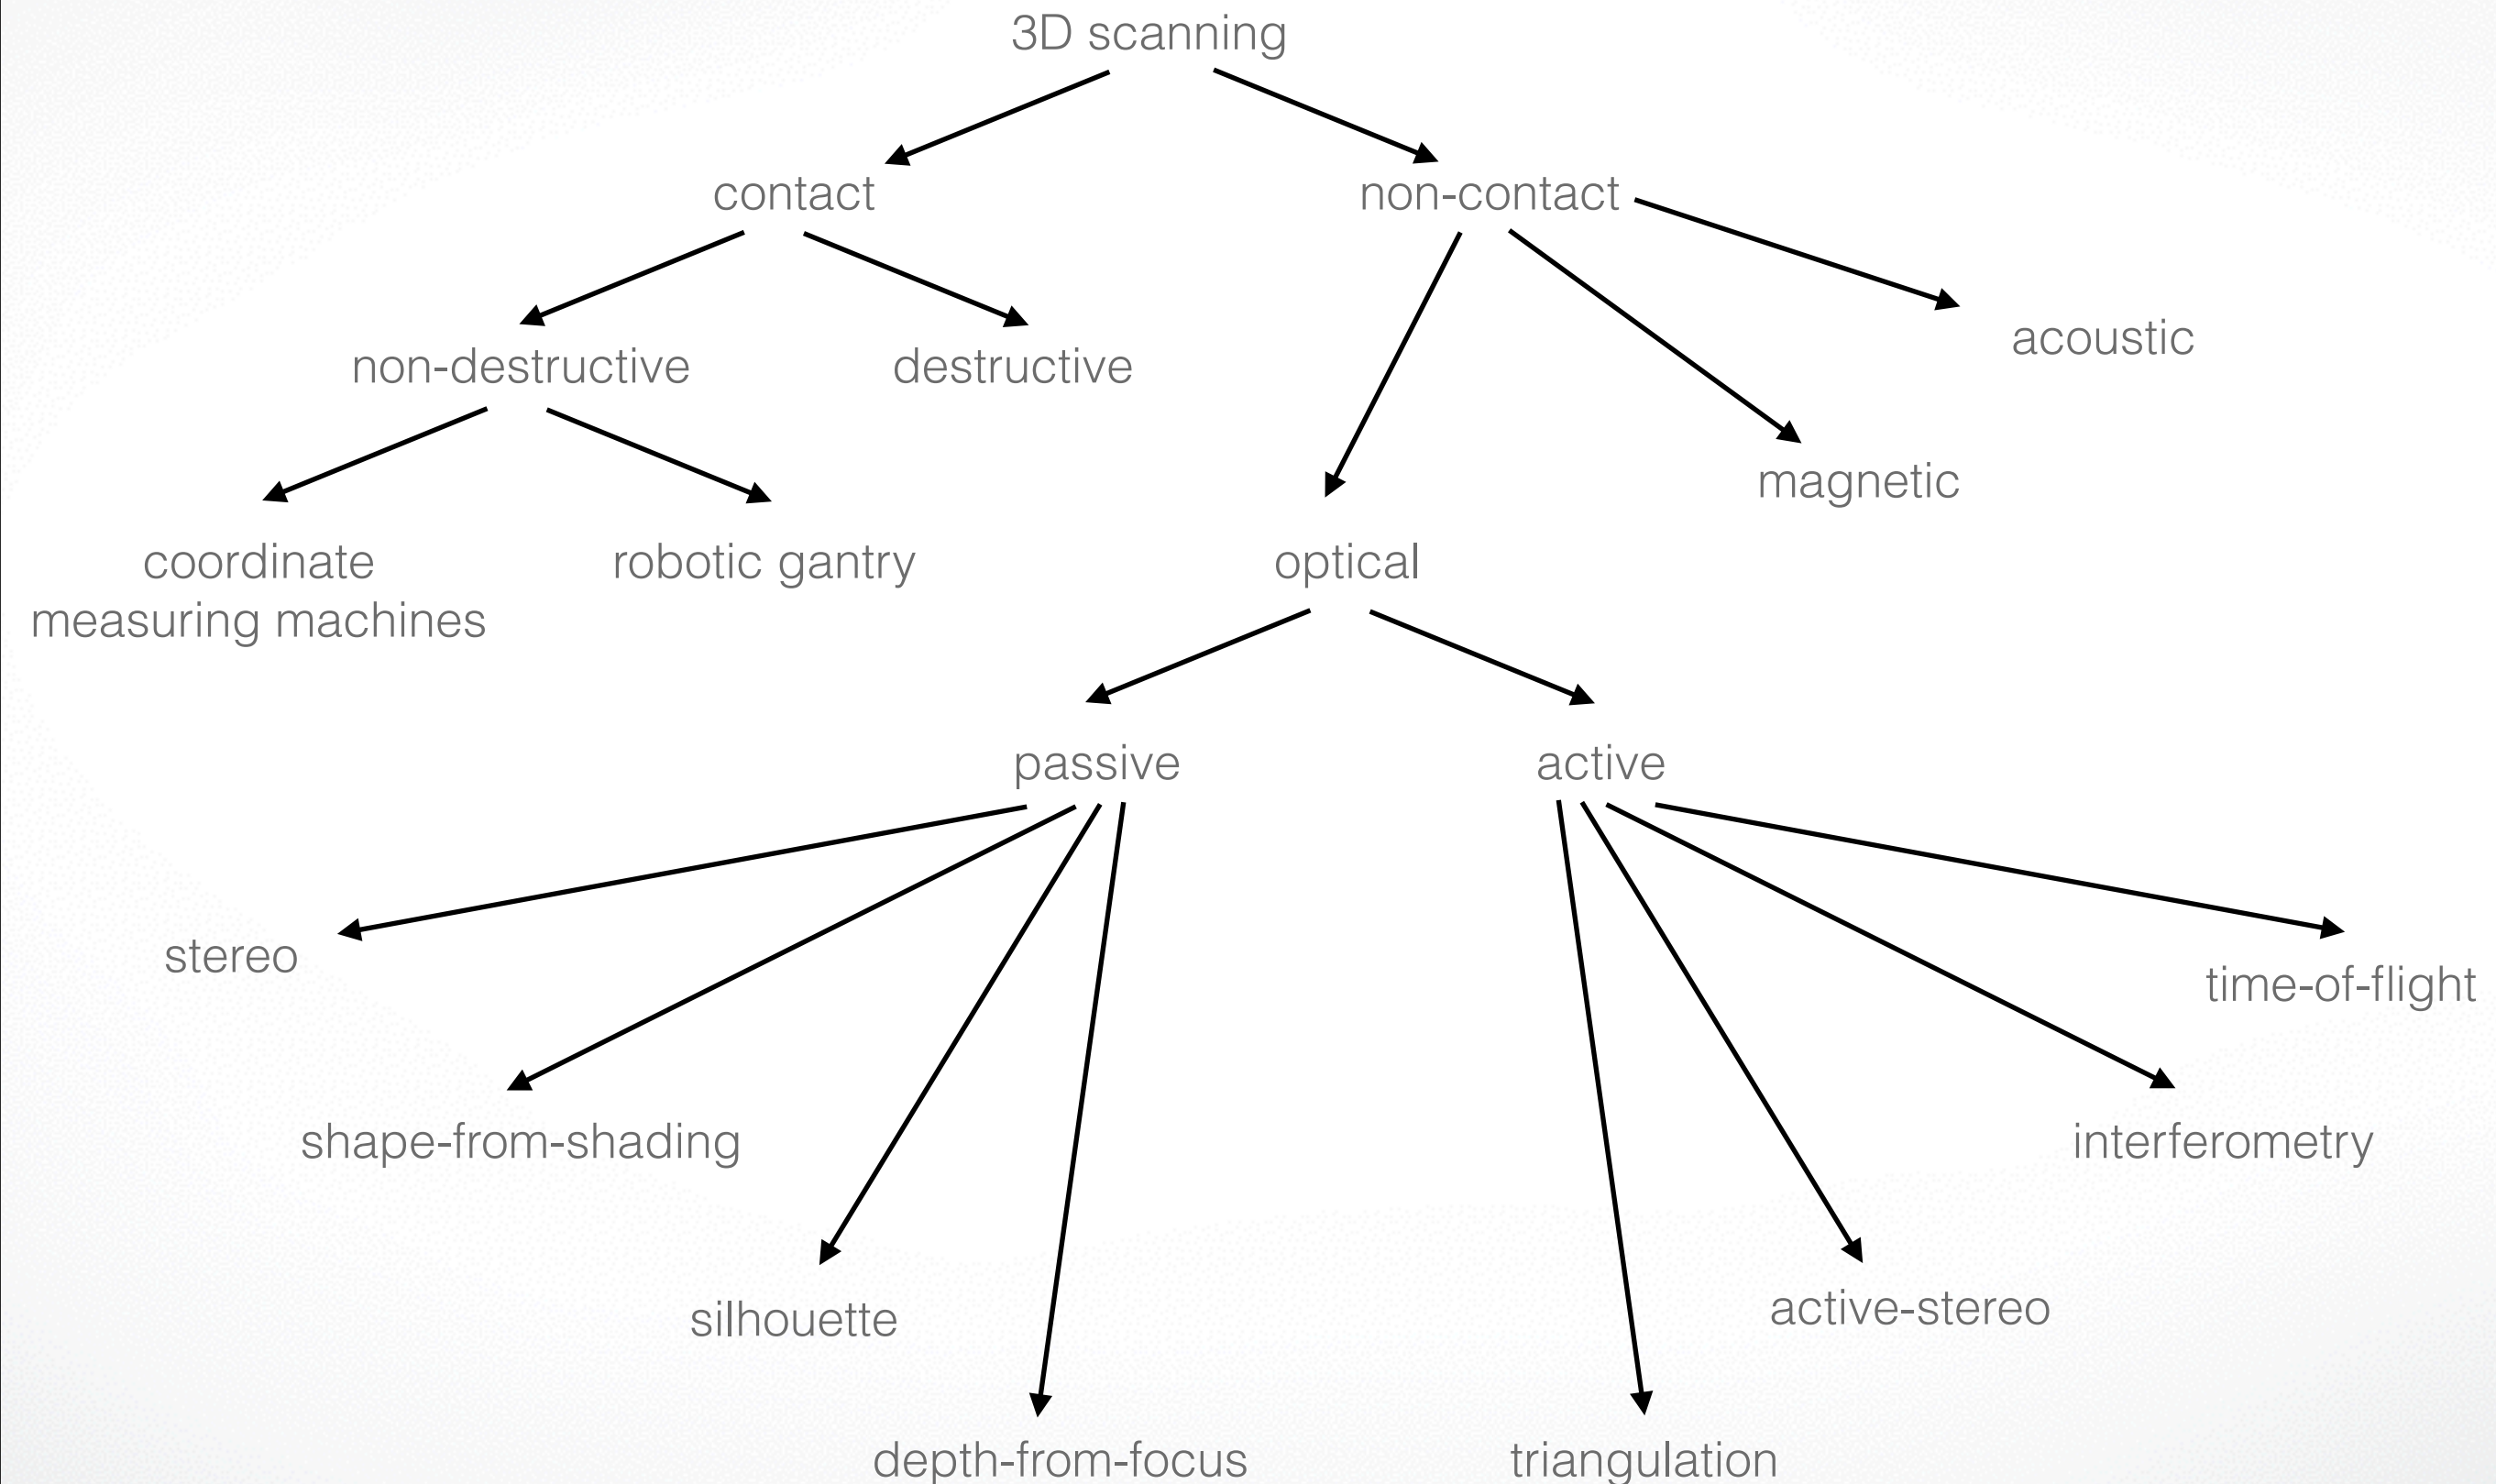 3D scanning
contact
non-contact
acoustic
non-destructive
destructive
magnetic
coordinate
measuring machines
robotic gantry
optical
passive
active
stereo
time-of-flight
shape-from-shading
interferometry
silhouette
active-stereo
depth-from-focus
triangulation